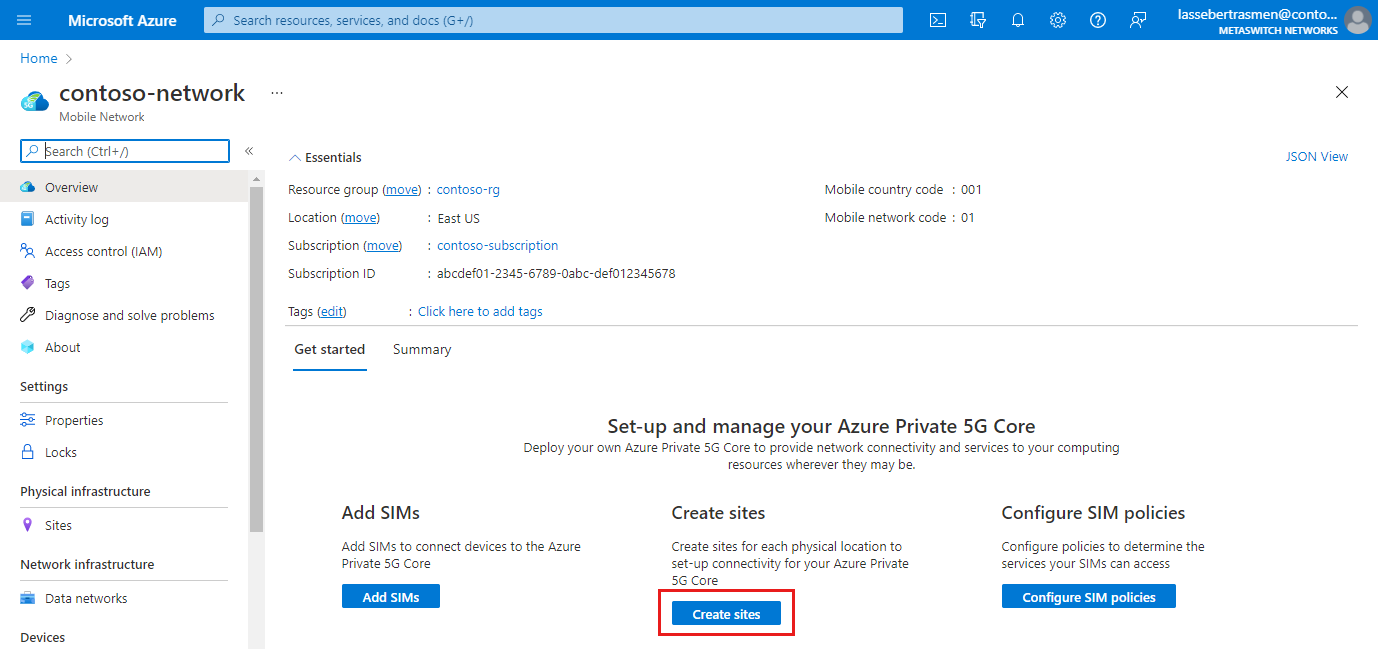 Microsoft Azure
Search resources, services, and docs (G+/)
lassebertrasmen@conto...
METASWITCH NETWORKS
Home
contoso-network ...
Mobile Network
Search (Ctrl+/)
«
Overview
Activity log
Access control (IAM)
Tags
Diagnose and solve problems
About
Settings
Properties
Locks
Physical infrastructure
Sites
Network infrastructure
Data networks
Devices
Essentials
JSON View
Resource group (move) : contoso-rg
Location (move) : East US
Subscription (move) : contoso-subscription
Subscription ID : abcdef01-2345-6789-0abc-def012345678
Mobile country code : 001
Mobile network code : 01
Tags (edit) : Click here to add tags
Get started Summary
Set-up and manage your Azure Private 5G Core
Deploy your own Azure Private 5G Core to provide network connectivity and services to your computing
resources wherever they may be.
Add SIMs
Add SIMs to connect devices to the Azure
Private 5G Core
Add SIMs
Create sites
Create sites for each physical location to
set-up connectivity for your Azure Private
5G Core
Create sites
Configure SIM policies
Configure policies to determine the
services your SIMs can access
Configure SIM policies